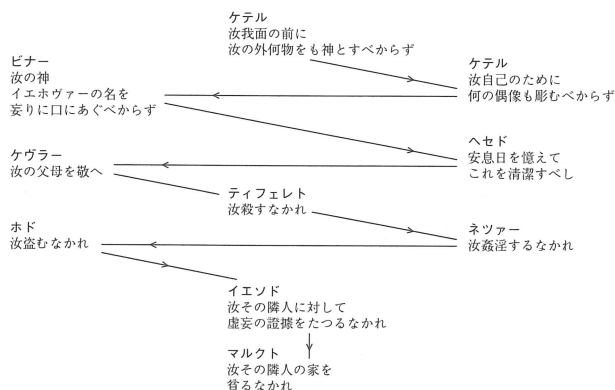 ケテル
汝我面の前に
汝の外何物をも神とすべからず
ケテル
汝自己のために
何の偶像も彫むべからず
ビナー
汝の神
イエホヴァーの名を
妄りに口にあぐべからず
ヘセド
安息日を憶えて
これを清潔すべし
ケヴラー
汝の父母を敬へ
ティフェレト
汝殺すなかれ
ネツァー
汝姦淫するなかれ
ホド
汝盗むなかれ
イエソド
汝その隣人に対して
虚妄の證據をたつるなかれ
マルクト
汝その隣人の家を
貧るなかれ